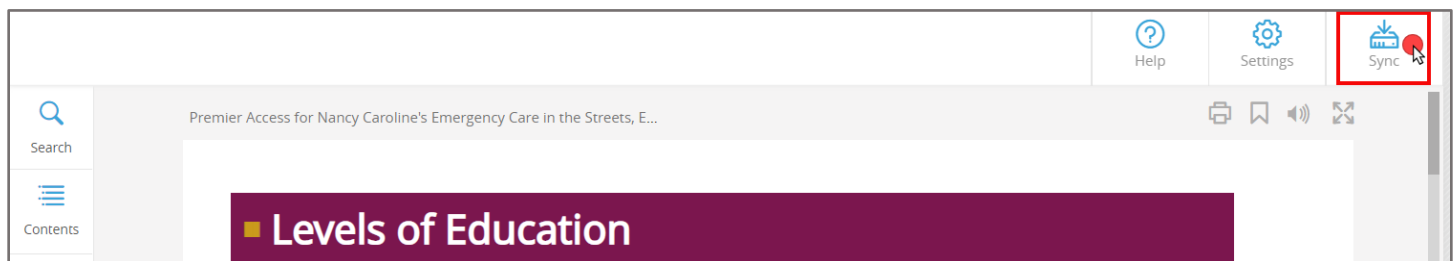 Help
Settings
Sync
Search
Premier Access for Nancy Caroline's Emergency Care in the Streets, E...
Contents
Levels of Education